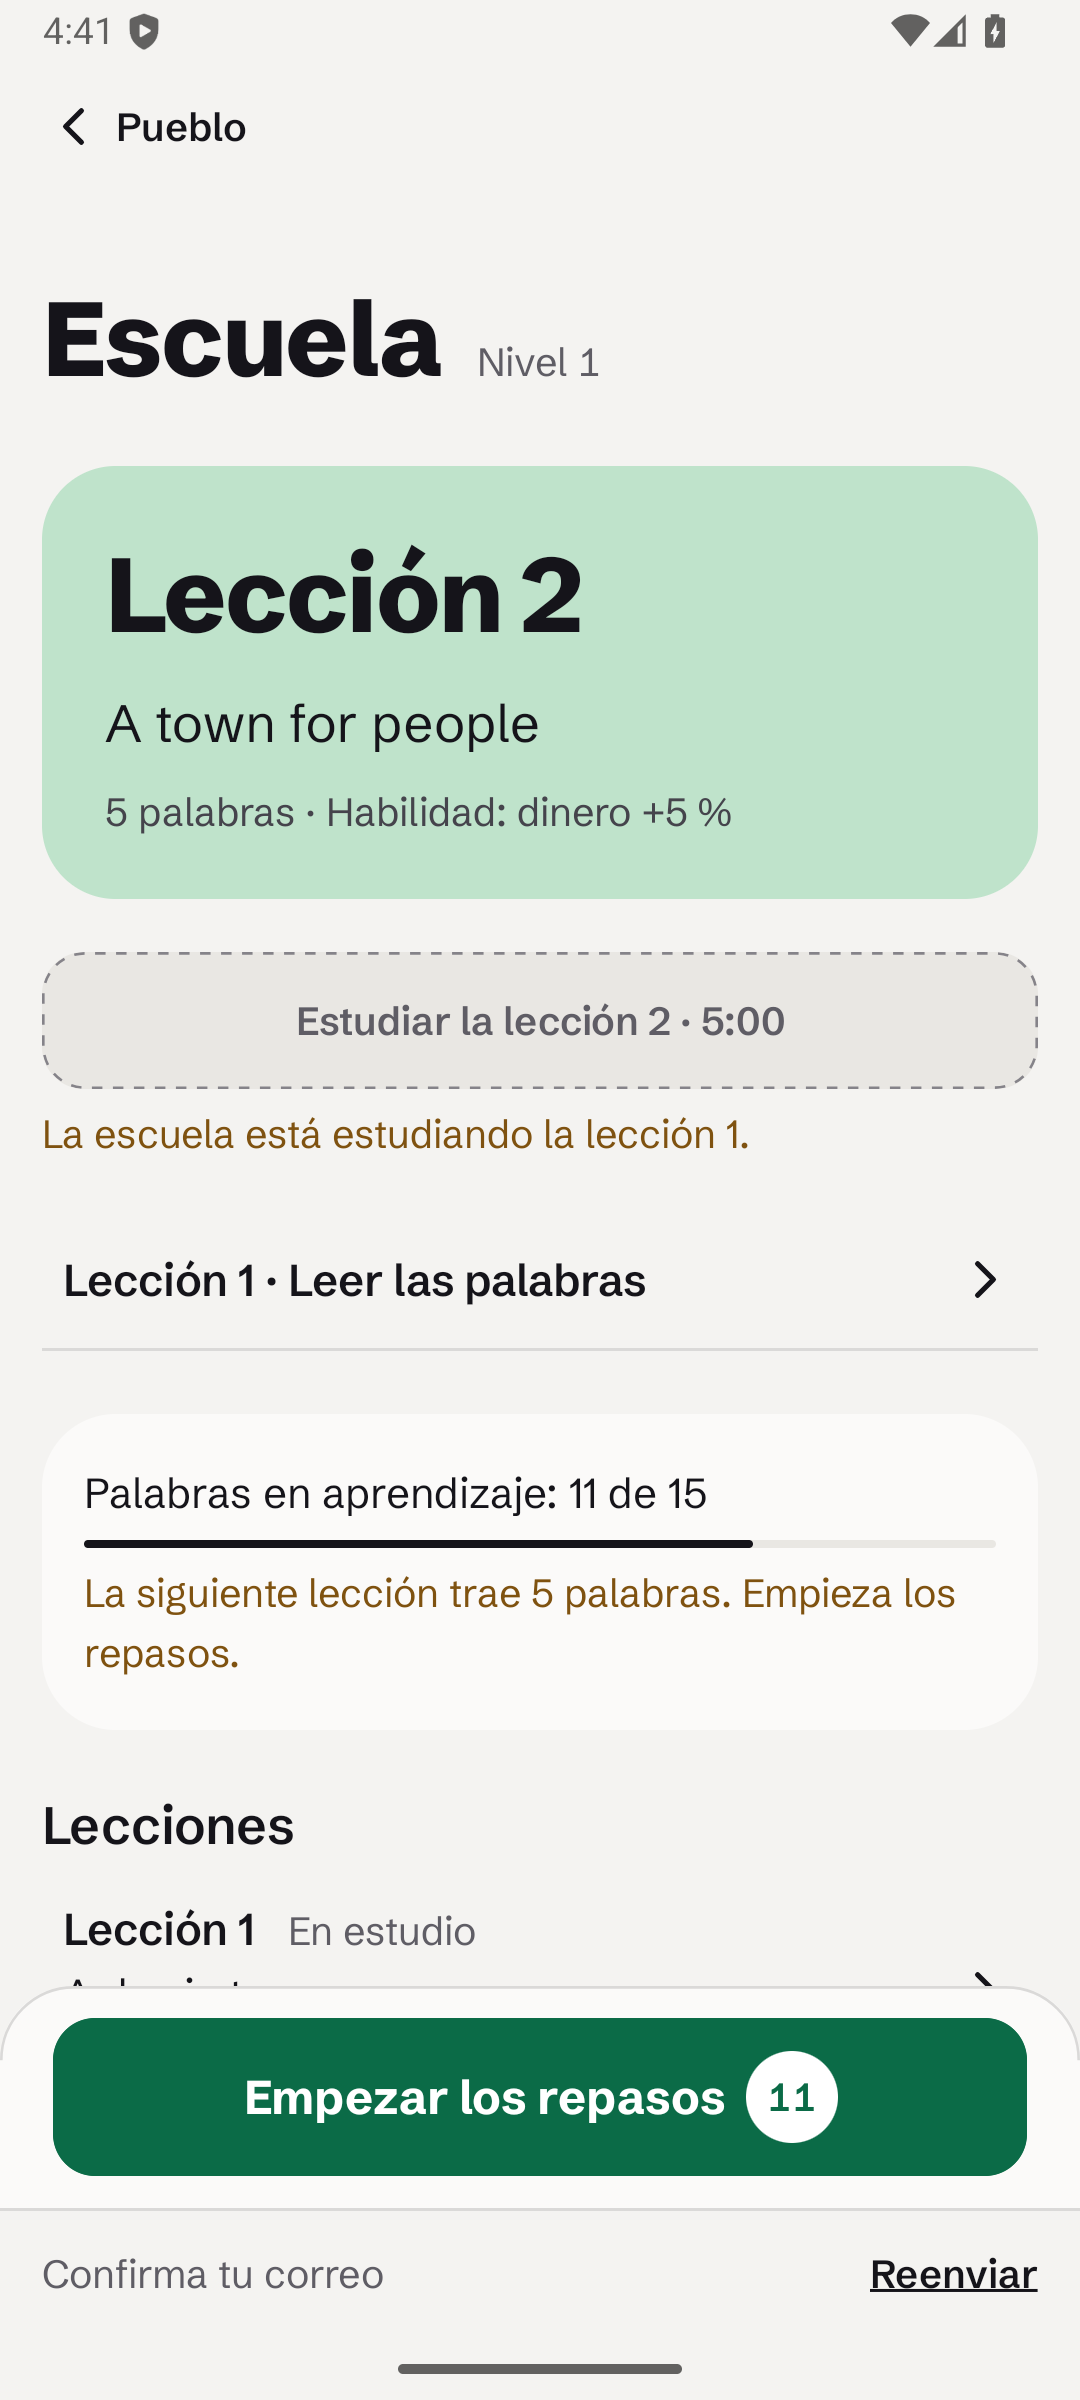 4:41
Pueblo
Escuela Nivel 1
Lección 2
A town for people
5 palabras · Habilidad: dinero +5 %
Estudiar la lección 2 · 5:00
La escuela está estudiando la lección 1.
Lección 1 · Leer las palabras
Palabras en aprendizaje: 11 de 15
La siguiente lección trae 5 palabras. Empieza los
repasos.
Lecciones
Lección 1 En estudio
Empezar los repasos 11
Confirma tu correo Reenviar